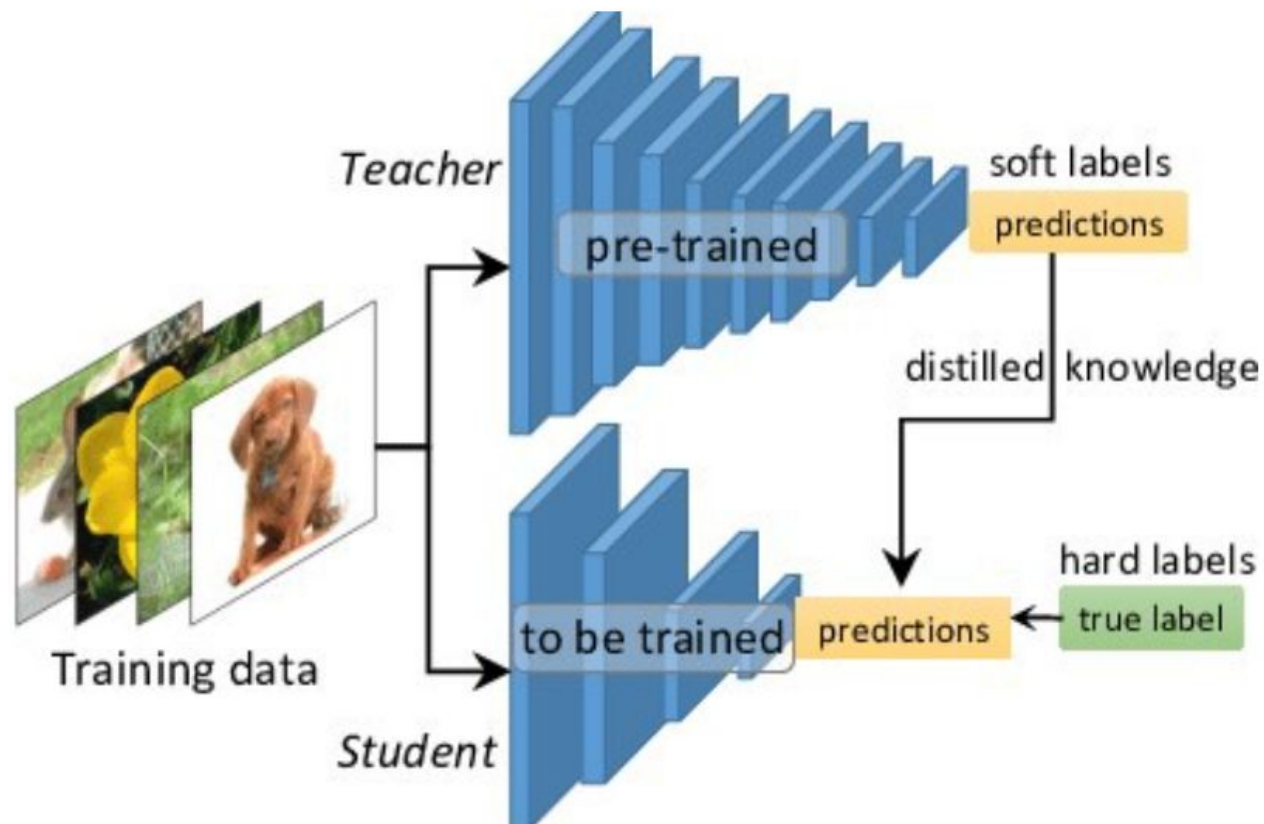 Teacher
pre-trained
soft labels
predictions
distilled knowledge
Training data
Student
to be trained
predictions
hard labels
true label